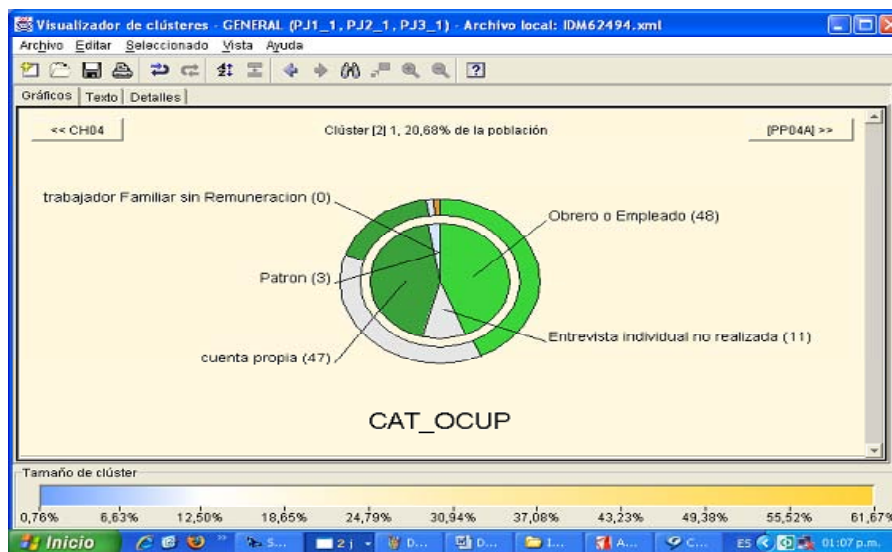 Visualizador de clústeres - GENERAL (PJ1_1, PJ2_1, PJ3_1) - Archivo local: IDM62494.xml
Archivo Editar Seleccionado Vista Ayuda
Gráficos Texto Detalles
<< CH04
Clúster [2] 1, 20,68% de la población
[PP04A] >>
trabajador Familiar sin Remuneracion (0)
Obrero o Empleado (48)
Patron (3)
Entrevista individual no realizada (11)
cuenta propia (47)
CAT_OCUP
Tamaño de clúster
0,76% 6,63% 12,50% 18,65% 24,79% 30,94% 37,08% 43,23% 49,38% 55,52% 61,67%
Inicio S... 2 j D... D... I... A... C... ES 01:07 p.m.